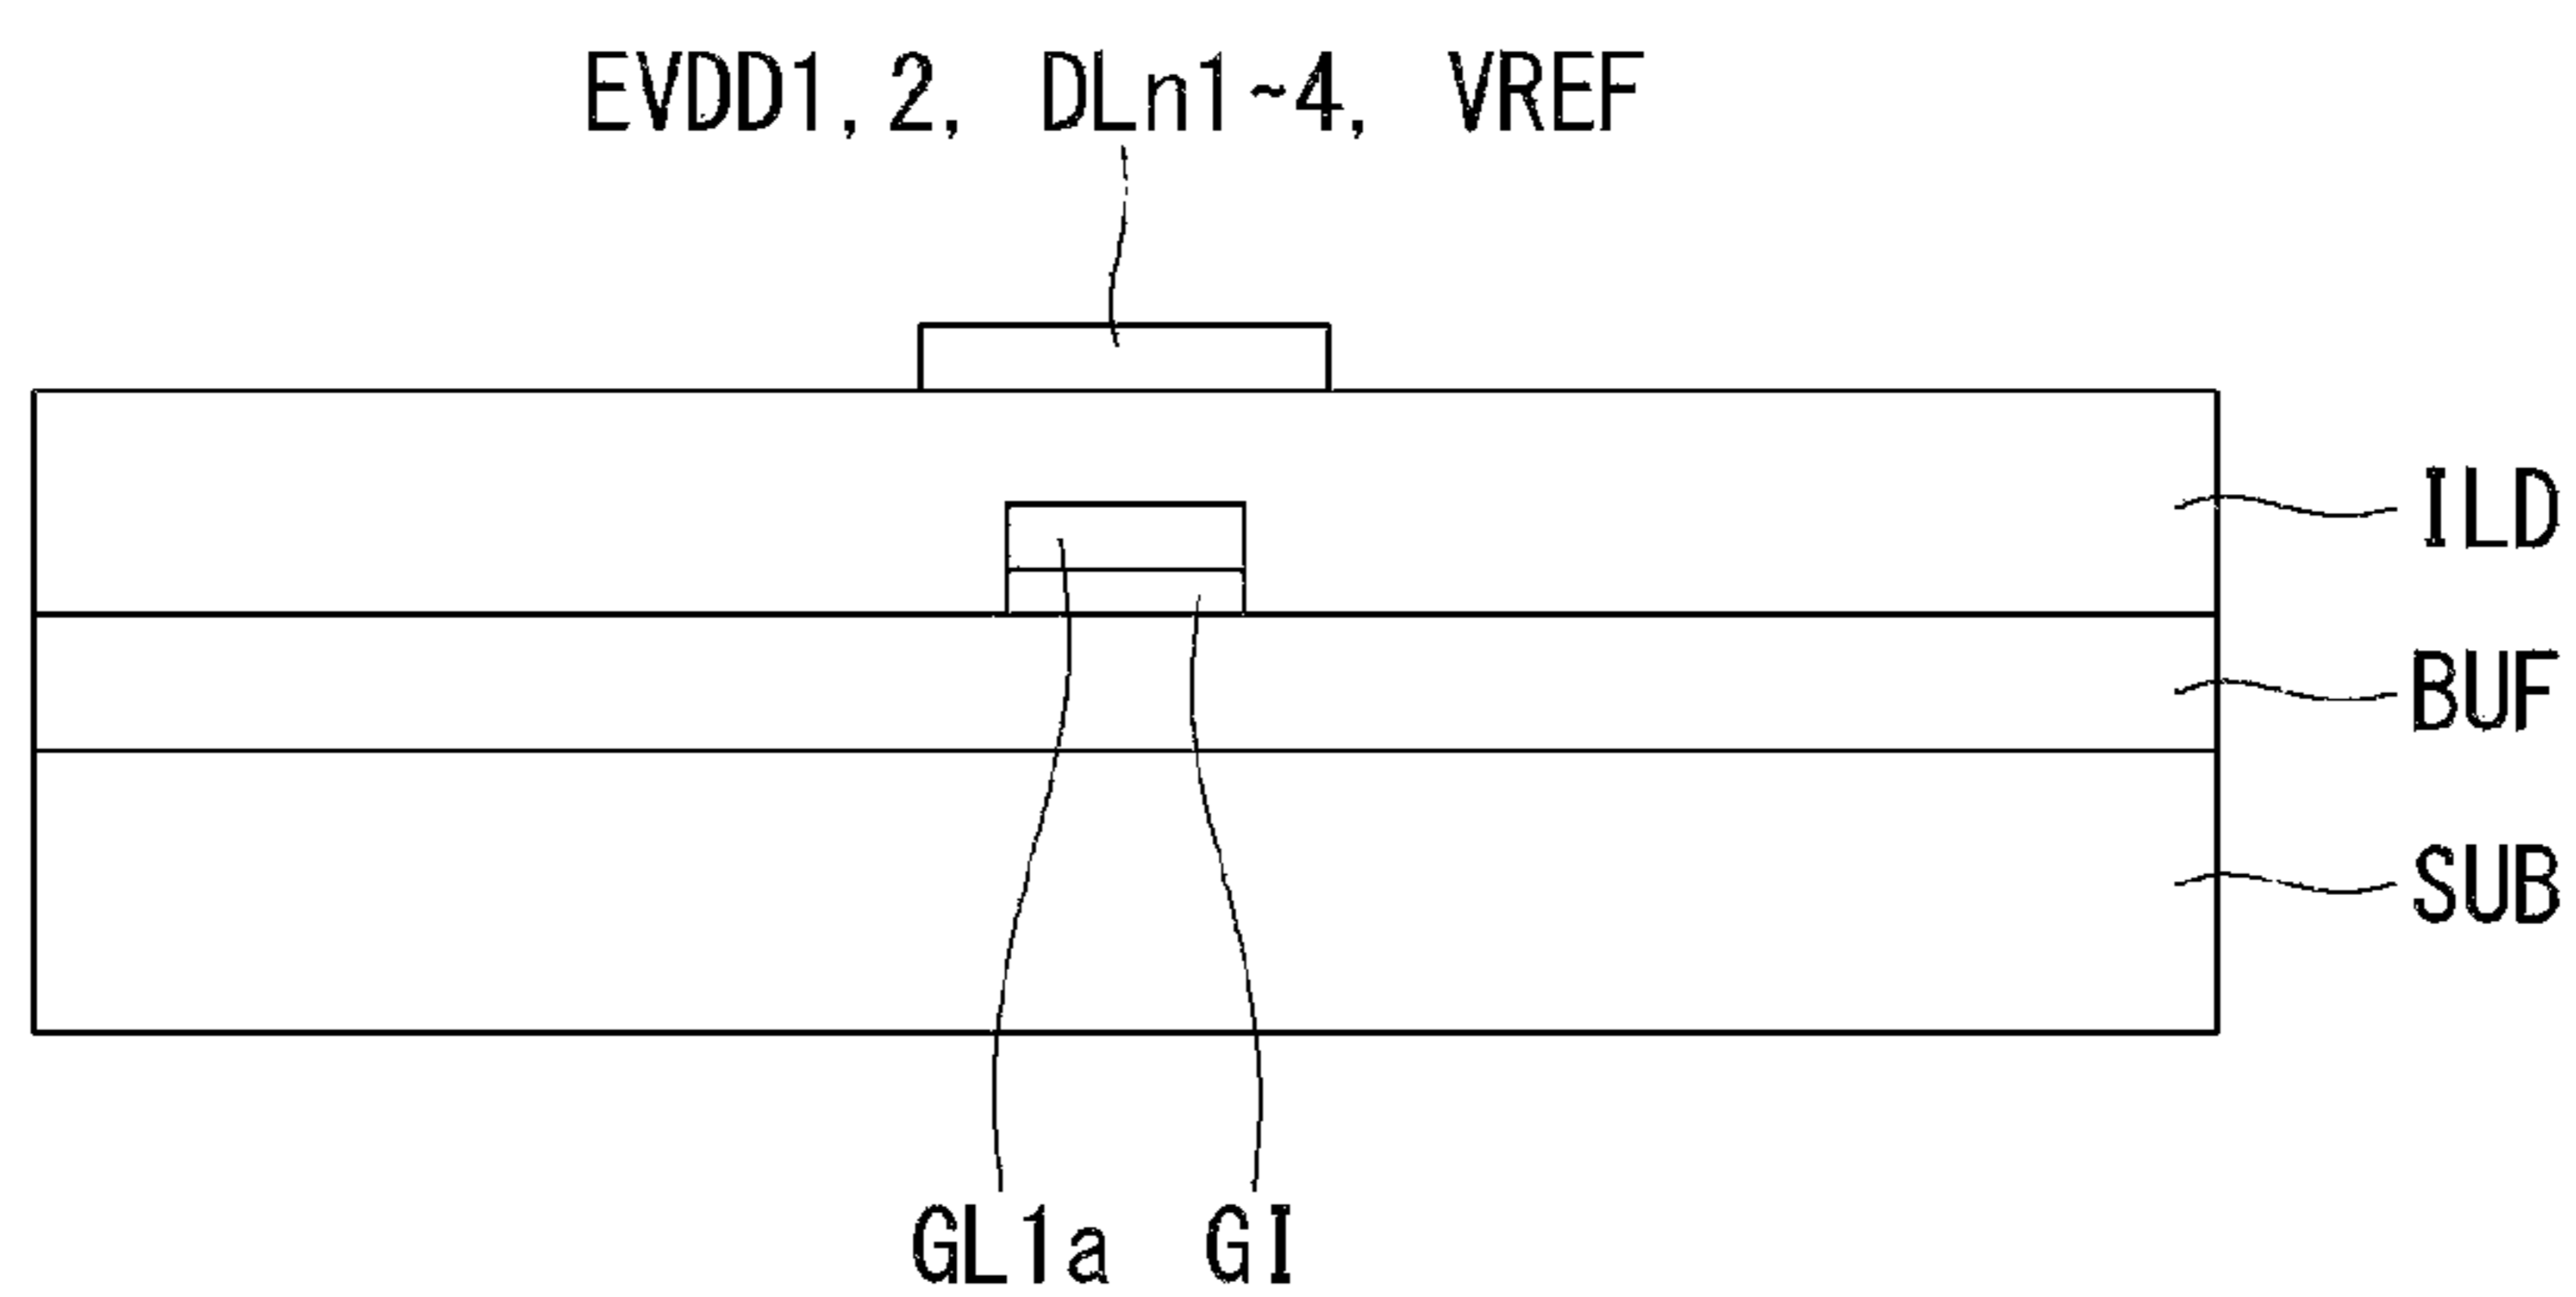 EVDD1, 2, DLn1~4, VREF
ILD
BUF
SUB
GL1a GI